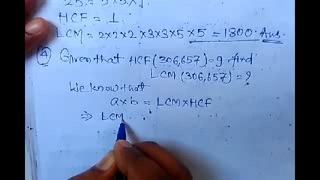 HCF = 1
LCM = 2×2×2×3×3×5×5 = 1800 Ans.
④ Given that HCF(306,657)=9 find
LCM (306,657) = ?
We know that
a×b = LCM×HCF
⇒ LCM